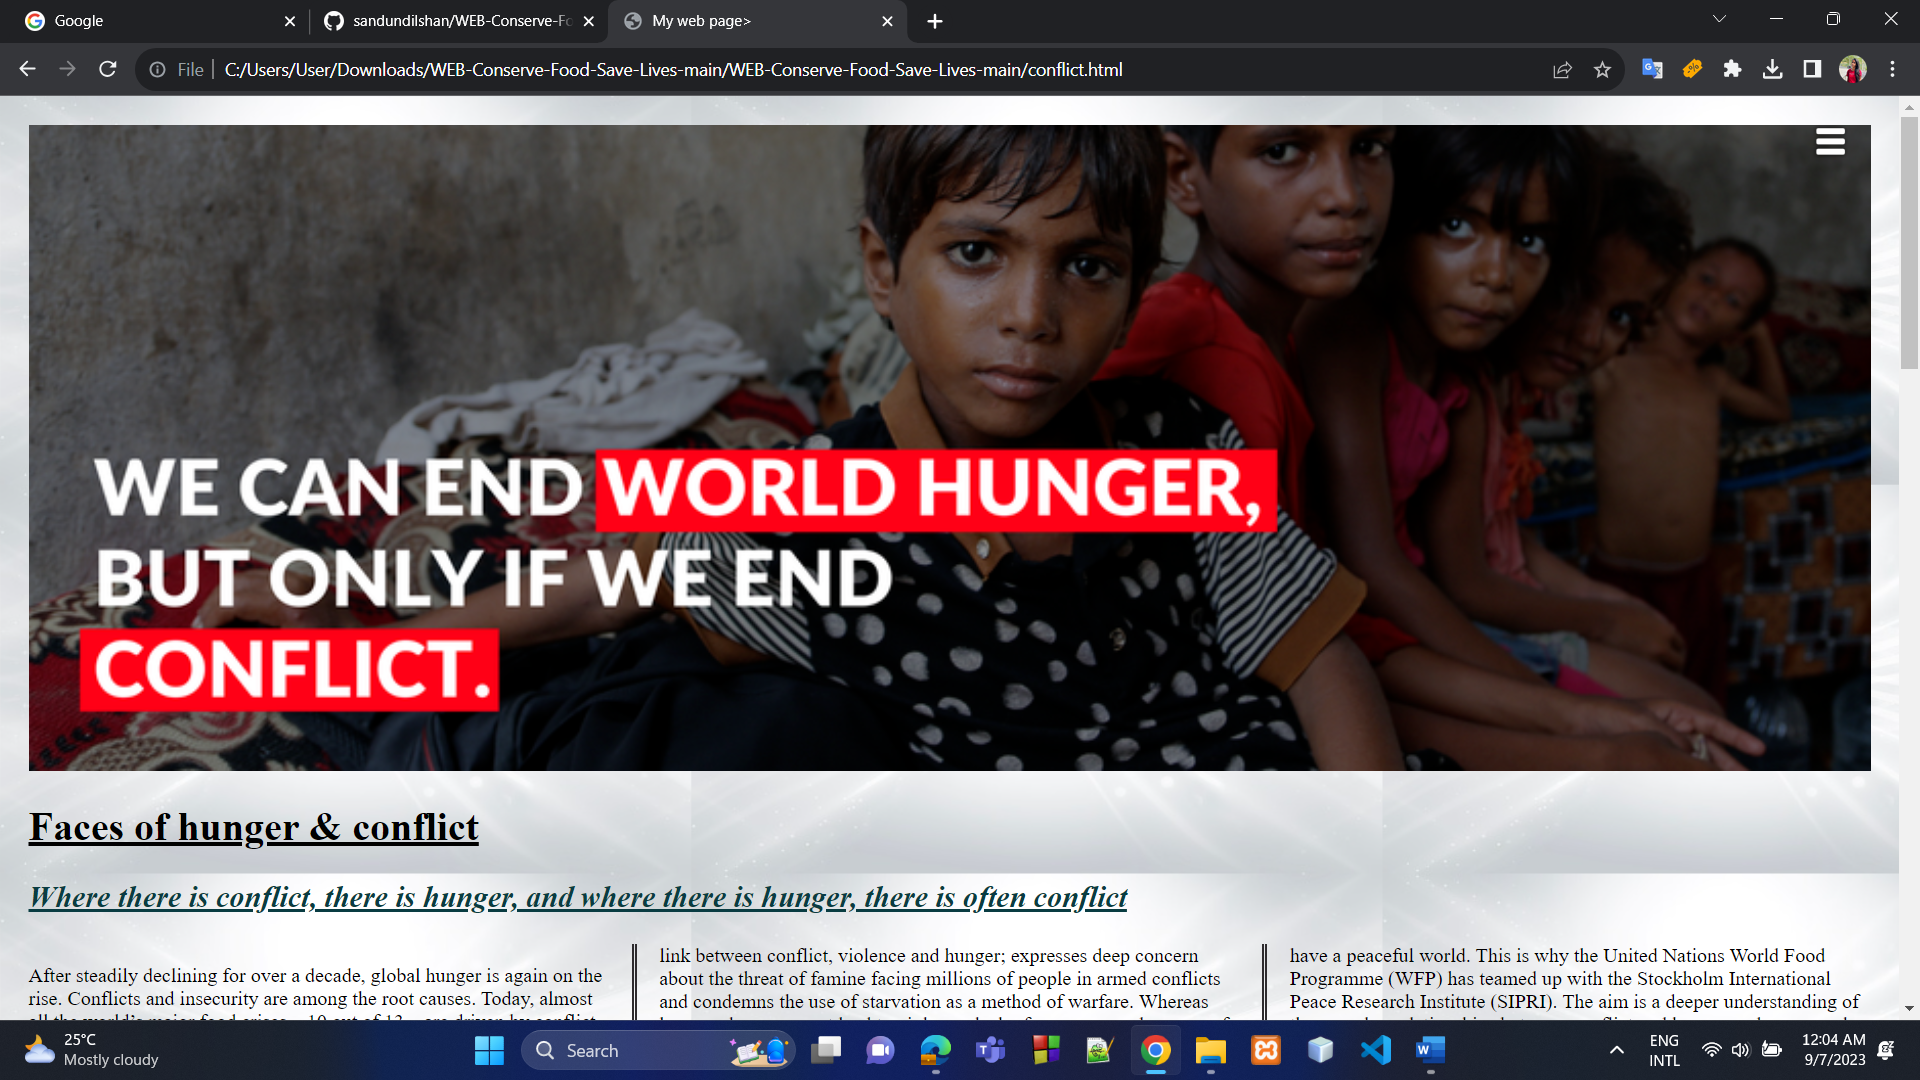 Google
sandundilshan/WEB-Conserve-Fo
My web page>
File
C:/Users/User/Downloads/WEB-Conserve-Food-Save-Lives-main/WEB-Conserve-Food-Save-Lives-main/conflict.html
WE CAN END WORLD HUNGER,
BUT ONLY IF WE END
CONFLICT.
Faces of hunger & conflict
Where there is conflict, there is hunger, and where there is hunger, there is often conflict
After steadily declining for over a decade, global hunger is again on the
rise. Conflicts and insecurity are among the root causes. Today, almost
link between conflict, violence and hunger; expresses deep concern
about the threat of famine facing millions of people in armed conflicts
and condemns the use of starvation as a method of warfare. Whereas
have a peaceful world. This is why the United Nations World Food
Programme (WFP) has teamed up with the Stockholm International
Peace Research Institute (SIPRI). The aim is a deeper understanding of
25°C
Mostly cloudy
Search
ENG
INTL
12:04 AM
9/7/2023